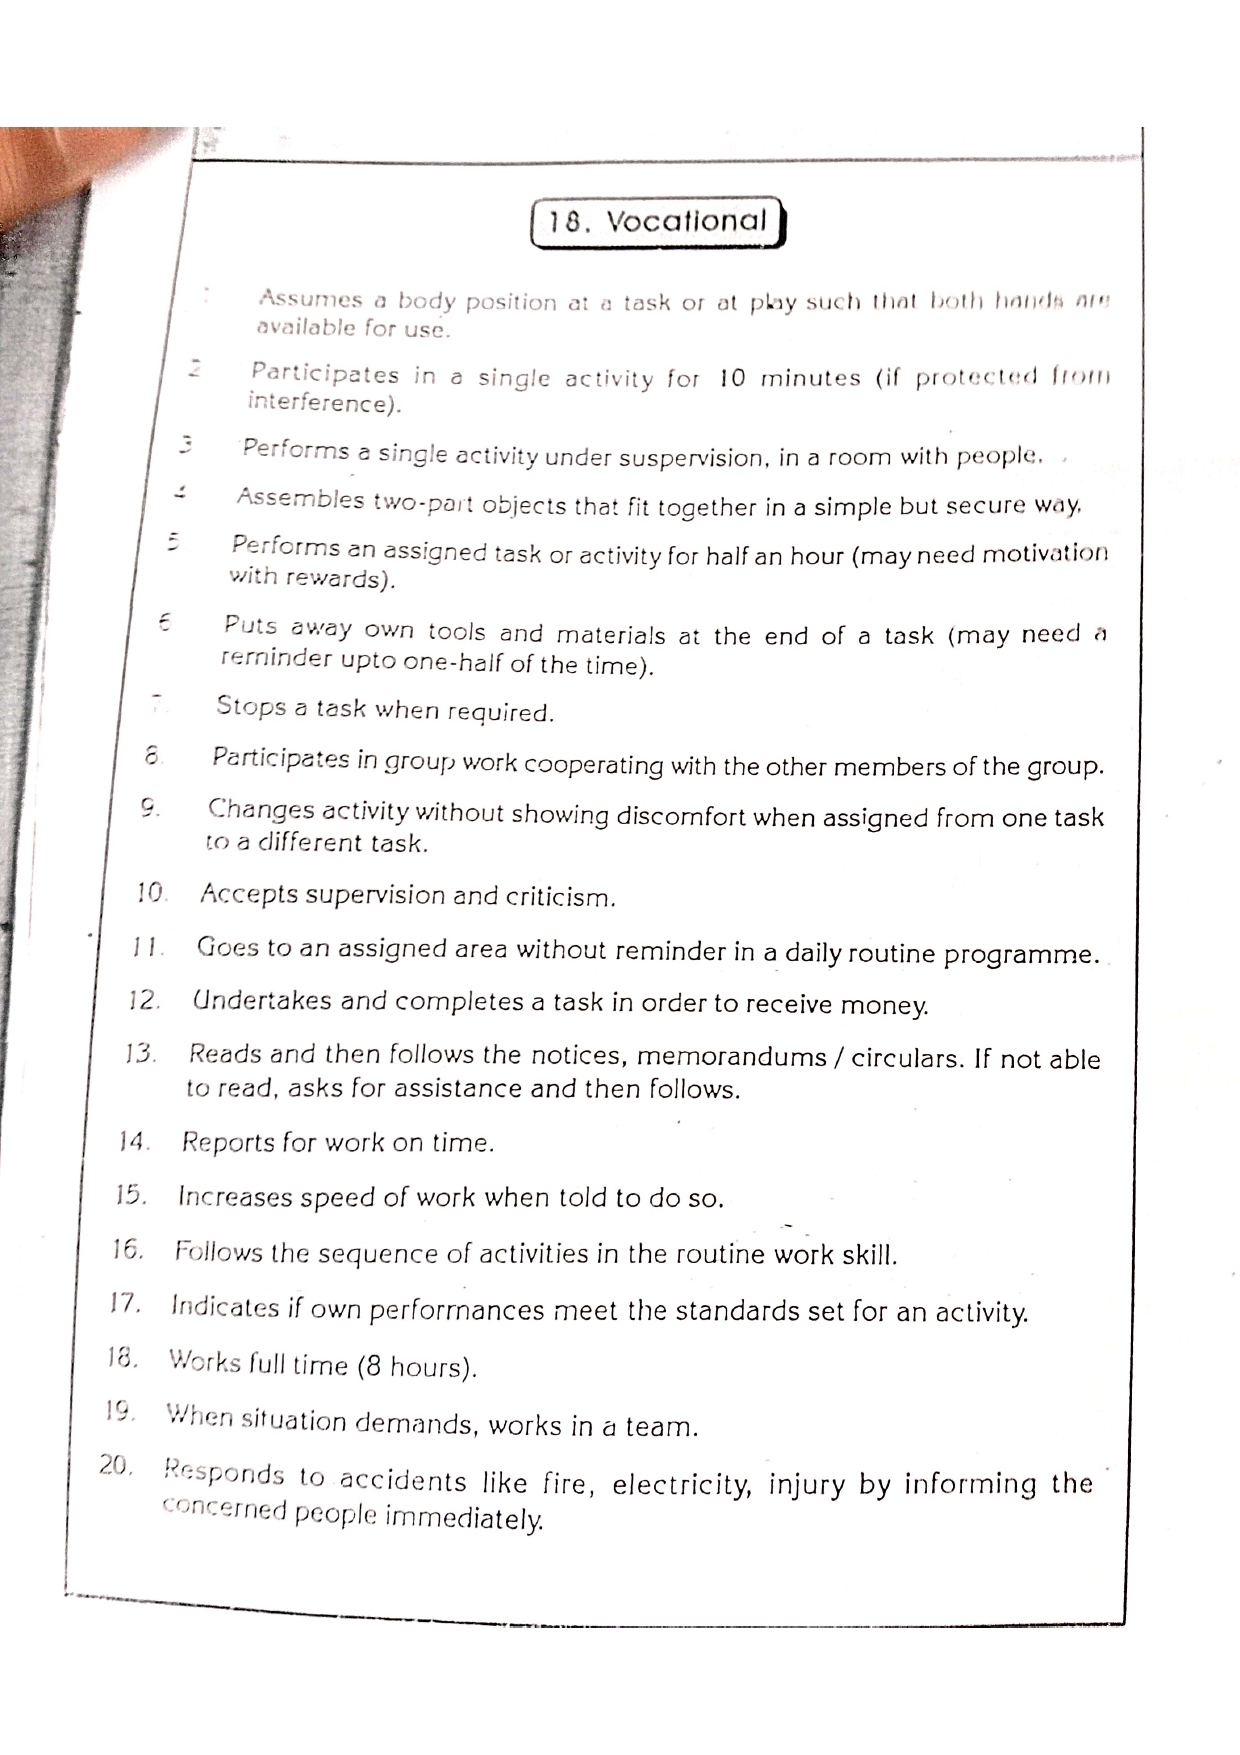 18. Vocational
Assumes a body position at a task or at play such that both hands are
available for use.
2 Participates in a single activity for 10 minutes (if protected from
interference).
3 Performs a single activity under suspervision, in a room with people.
4 Assembles two-part objects that fit together in a simple but secure way.
5 Performs an assigned task or activity for half an hour (may need motivation
with rewards).
6 Puts away own tools and materials at the end of a task (may need a
reminder upto one-half of the time).
7. Stops a task when required.
8. Participates in group work cooperating with the other members of the group.
9. Changes activity without showing discomfort when assigned from one task
to a different task.
10. Accepts supervision and criticism.
11. Goes to an assigned area without reminder in a daily routine programme.
12. Undertakes and completes a task in order to receive money.
13. Reads and then follows the notices, memorandums / circulars. If not able
to read, asks for assistance and then follows.
14. Reports for work on time.
15. Increases speed of work when told to do so.
16. Follows the sequence of activities in the routine work skill.
17. Indicates if own performances meet the standards set for an activity.
18. Works full time (8 hours).
19. When situation demands, works in a team.
20. Responds to accidents like fire, electricity, injury by informing the
concerned people immediately.